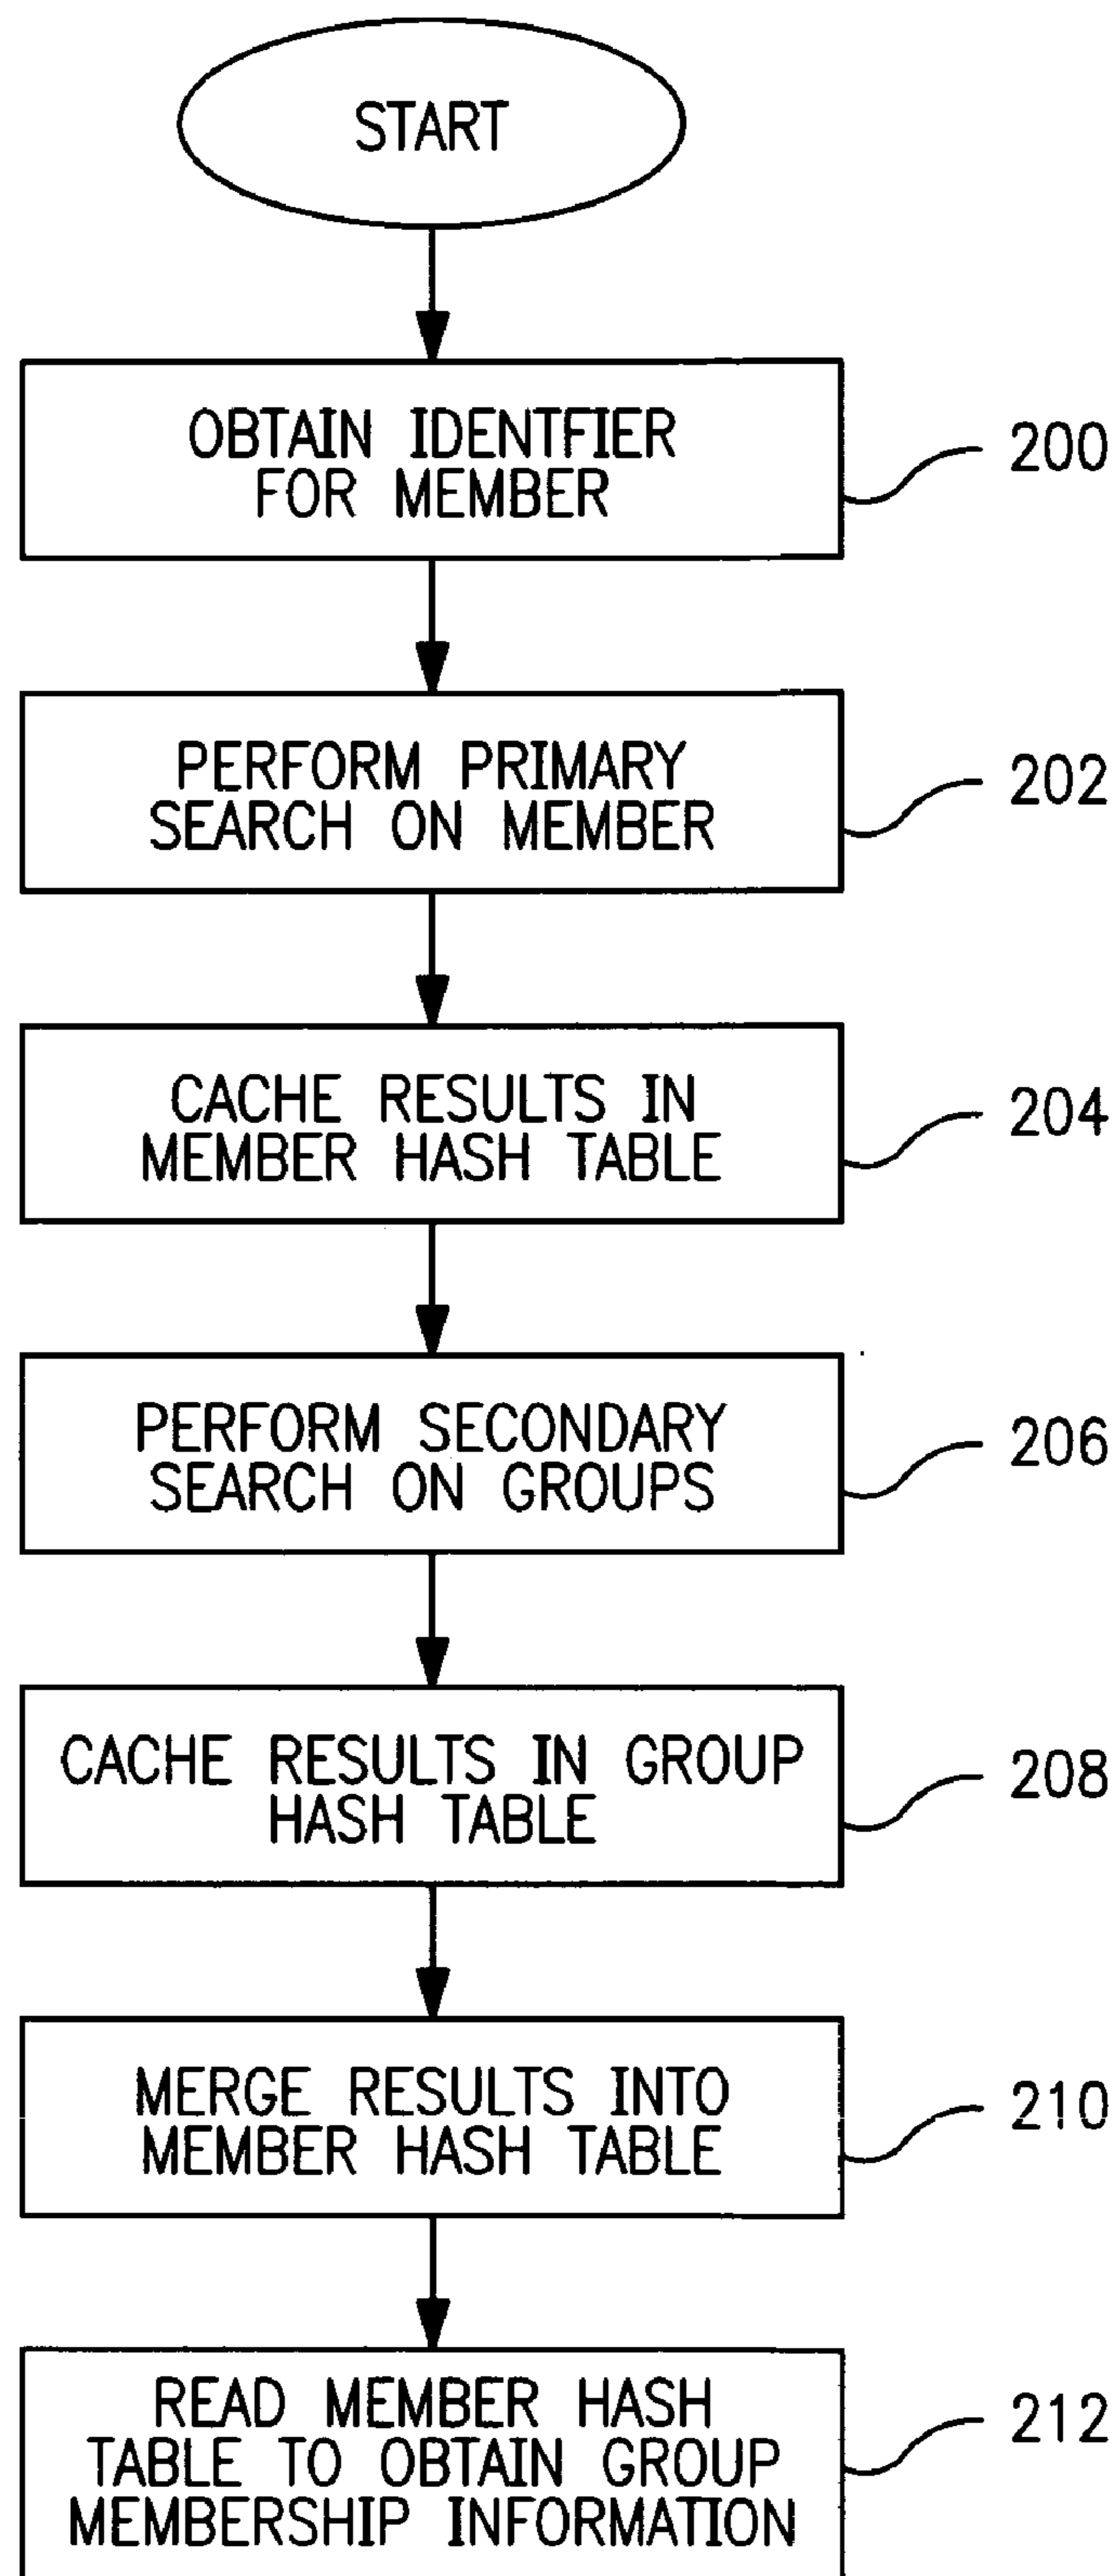 START
OBTAIN IDENTFIER
FOR MEMBER
200
PERFORM PRIMARY
SEARCH ON MEMBER
202
CACHE RESULTS IN
MEMBER HASH TABLE
204
PERFORM SECONDARY
SEARCH ON GROUPS
206
CACHE RESULTS IN GROUP
HASH TABLE
208
MERGE RESULTS INTO
MEMBER HASH TABLE
210
READ MEMBER HASH
TABLE TO OBTAIN GROUP
MEMBERSHIP INFORMATION
212